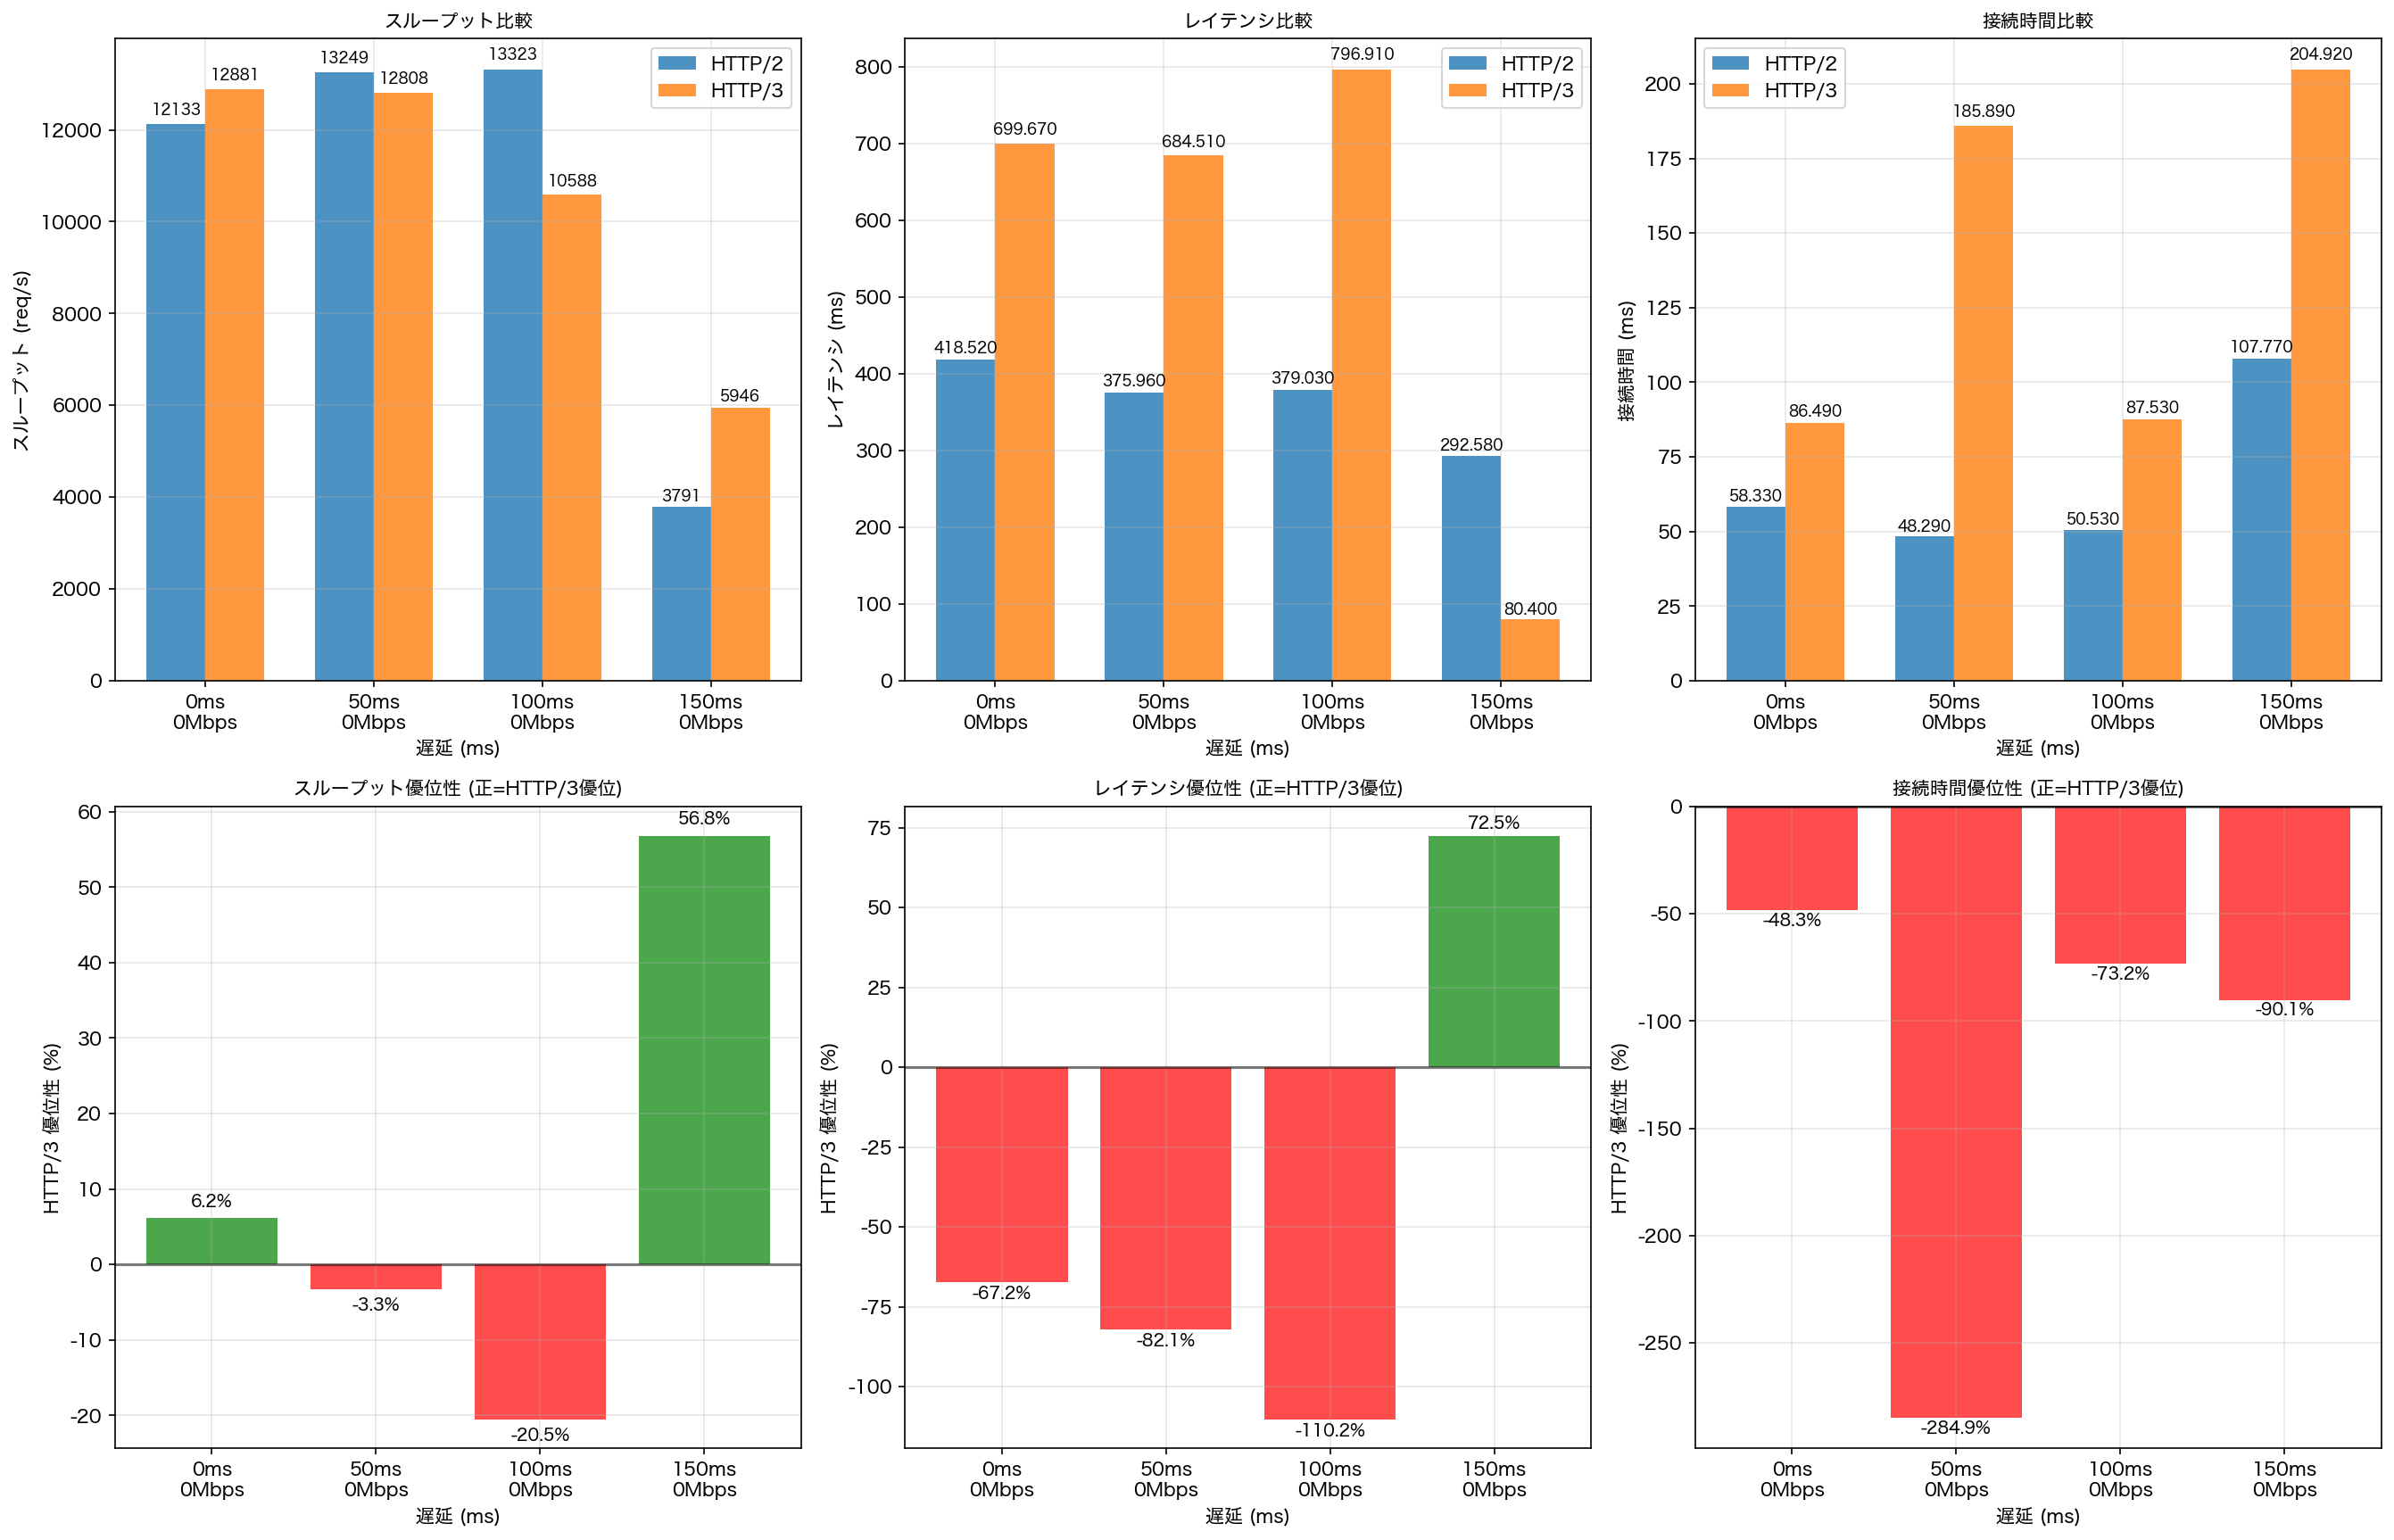 スループット比較
13249
13323
12881
12808
12133
10588
5946
3791
HTTP/2
HTTP/3
12000
10000
8000
6000
4000
2000
0
スループット (req/s)
0ms
0Mbps
50ms
0Mbps
100ms
0Mbps
150ms
0Mbps
遅延 (ms)
レイテンシ比較
796.910
699.670
684.510
418.520
375.960
379.030
292.580
80.400
HTTP/2
HTTP/3
800
700
600
500
400
300
200
100
0
レイテンシ (ms)
0ms
0Mbps
50ms
0Mbps
100ms
0Mbps
150ms
0Mbps
遅延 (ms)
接続時間比較
HTTP/2
HTTP/3
204.920
185.890
107.770
86.490
87.530
58.330
48.290
50.530
200
175
150
125
100
75
50
25
0
接続時間 (ms)
0ms
0Mbps
50ms
0Mbps
100ms
0Mbps
150ms
0Mbps
遅延 (ms)
スループット優位性 (正=HTTP/3優位)
60
50
40
30
20
10
0
-10
-20
HTTP/3 優位性 (%)
6.2%
-3.3%
-20.5%
56.8%
0ms
0Mbps
50ms
0Mbps
100ms
0Mbps
150ms
0Mbps
遅延 (ms)
レイテンシ優位性 (正=HTTP/3優位)
75
50
25
0
-25
-50
-75
-100
HTTP/3 優位性 (%)
-67.2%
-82.1%
-110.2%
72.5%
0ms
0Mbps
50ms
0Mbps
100ms
0Mbps
150ms
0Mbps
遅延 (ms)
接続時間優位性 (正=HTTP/3優位)
0
-50
-100
-150
-200
-250
HTTP/3 優位性 (%)
-48.3%
-284.9%
-73.2%
-90.1%
0ms
0Mbps
50ms
0Mbps
100ms
0Mbps
150ms
0Mbps
遅延 (ms)